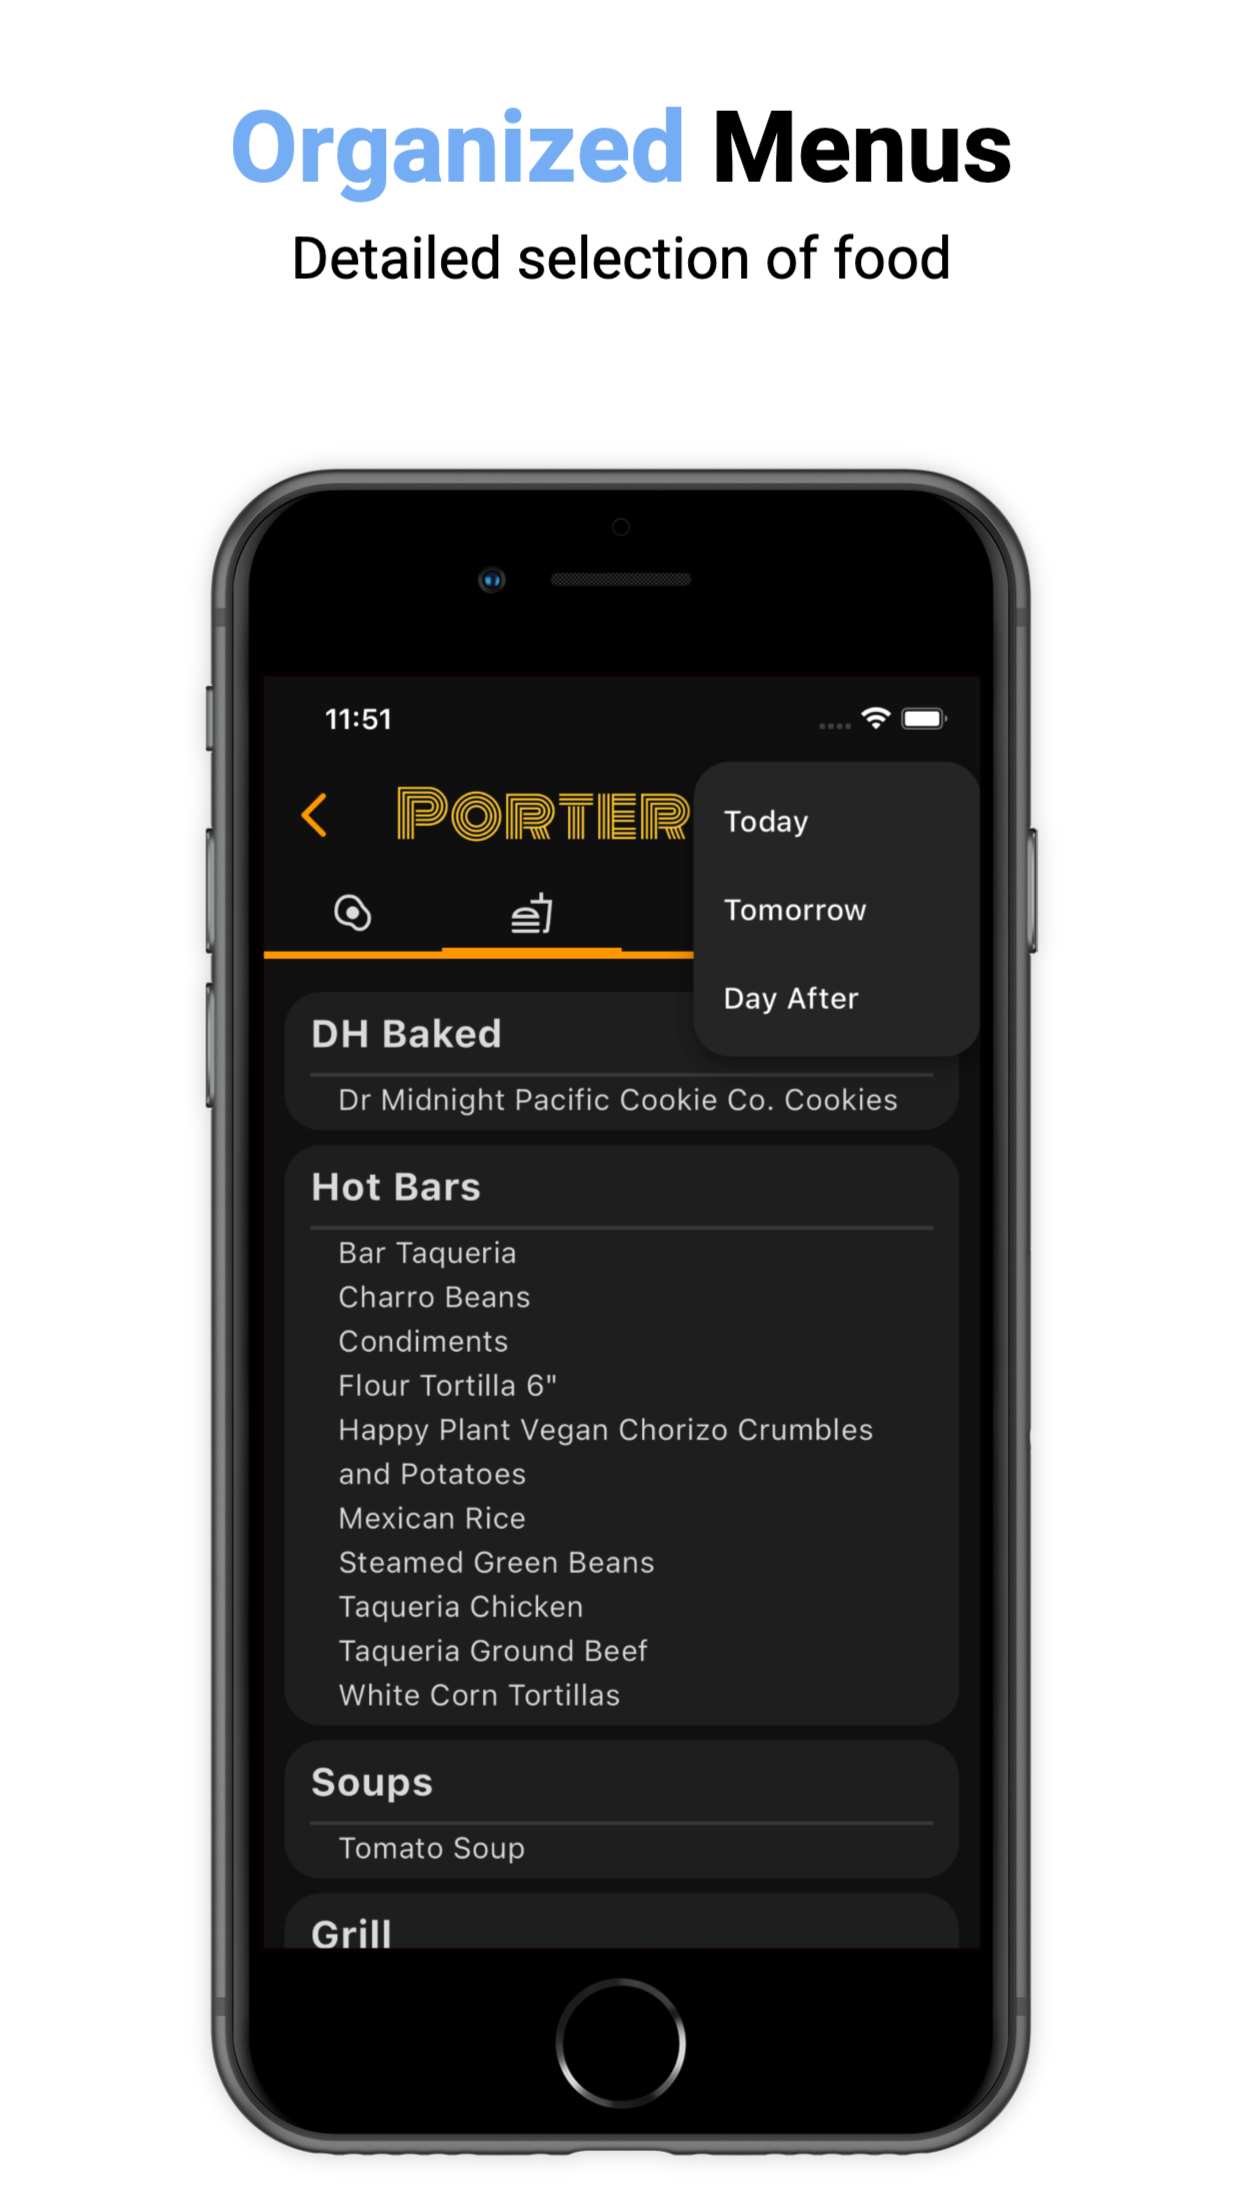 Organized Menus
Detailed selection of food
11:51
PORTER
Today
Tomorrow
Day After
DH Baked
Dr Midnight Pacific Cookie Co. Cookies
Hot Bars
Bar Taqueria
Charro Beans
Condiments
Flour Tortilla 6"
Happy Plant Vegan Chorizo Crumbles
and Potatoes
Mexican Rice
Steamed Green Beans
Taqueria Chicken
Taqueria Ground Beef
White Corn Tortillas
Soups
Tomato Soup
Grill